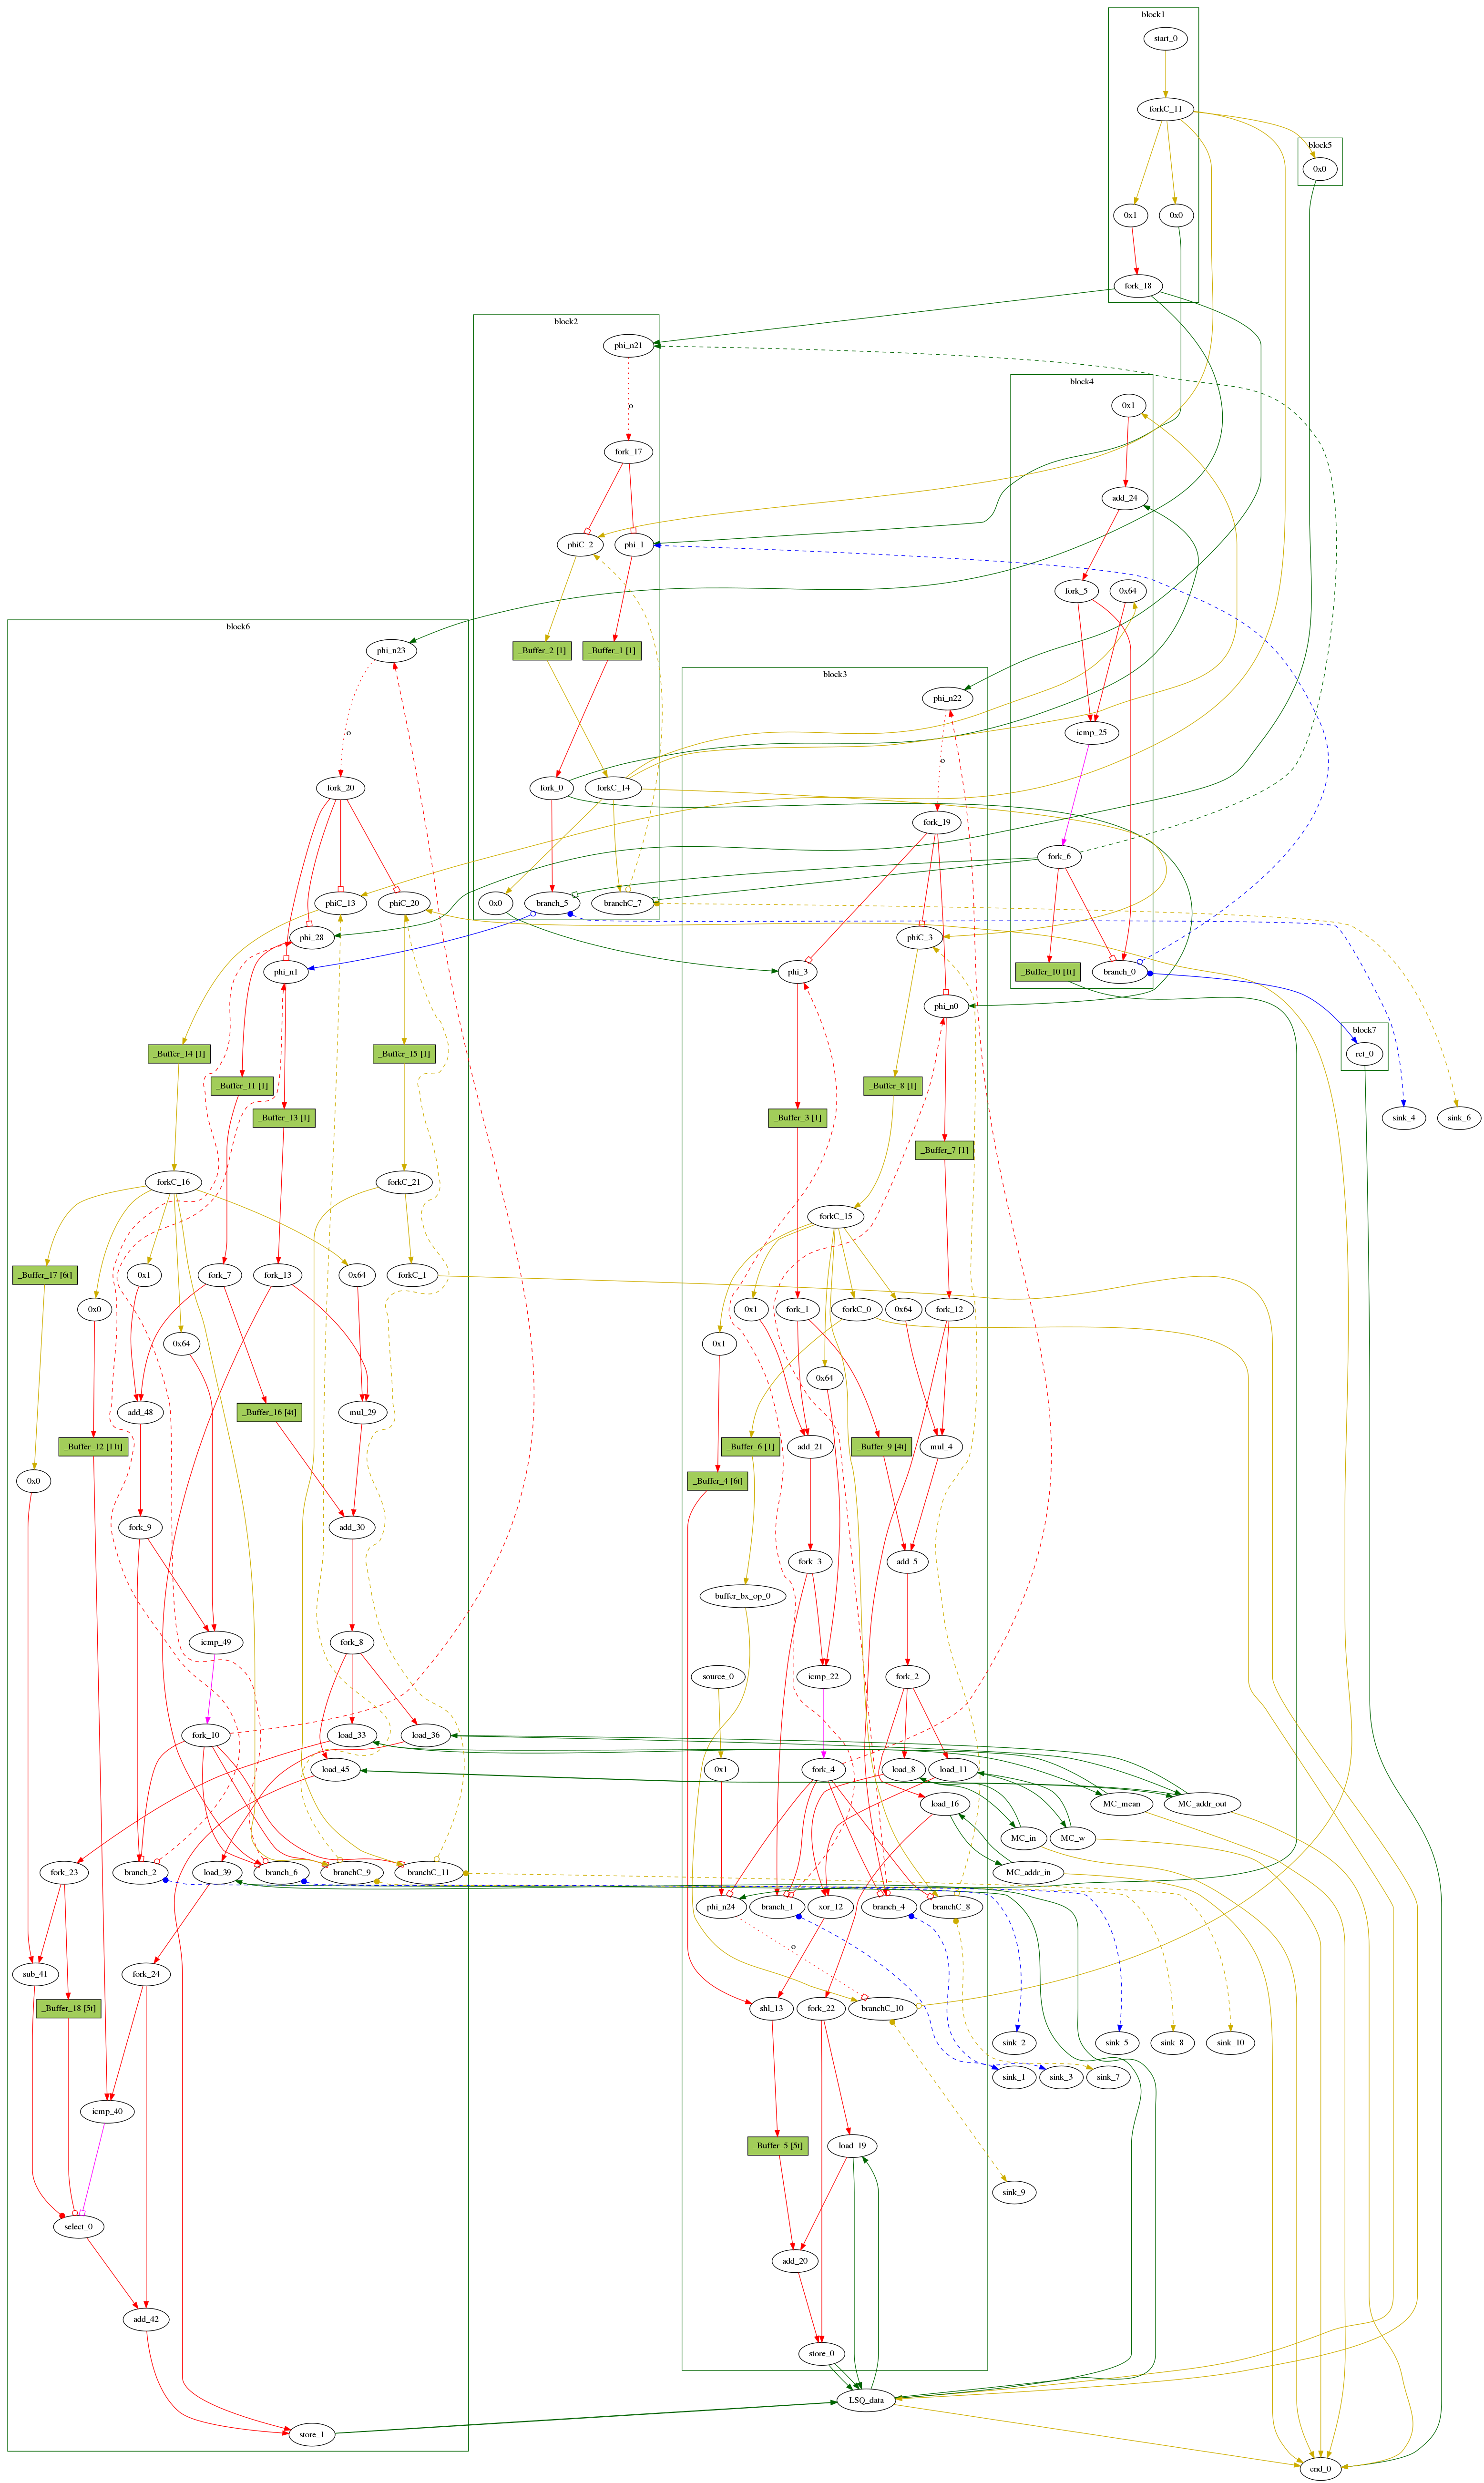 block1
start_0
forkC_11
block5
0x0
0x1
0x0
fork_18
block2
phi_n21
block4
0x1
o
fork_17
add_24
phiC_2
phi_1
fork_5
0x64
block6
phi_n23
_Buffer_2 [1]
_Buffer_1 [1]
block3
phi_n22
icmp_25
o
o
fork_20
fork_0
forkC_14
fork_19
fork_6
phiC_13
phiC_20
0x0
branch_5
branchC_7
phi_28
phiC_3
phi_n1
phi_3
_Buffer_10 [1t]
branch_0
phi_n0
block7
ret_0
_Buffer_14 [1]
_Buffer_15 [1]
_Buffer_11 [1]
_Buffer_8 [1]
_Buffer_13 [1]
_Buffer_3 [1]
sink_4
sink_6
_Buffer_7 [1]
forkC_16
forkC_21
forkC_15
_Buffer_17 [6t]
0x1
fork_7
fork_13
0x64
forkC_1
0x0
0x1
fork_1
forkC_0
0x64
fork_12
0x64
0x1
0x64
add_48
_Buffer_16 [4t]
mul_29
_Buffer_12 [11t]
_Buffer_6 [1]
add_21
_Buffer_9 [4t]
mul_4
0x0
_Buffer_4 [6t]
fork_9
add_30
fork_3
add_5
buffer_bx_op_0
icmp_49
fork_8
source_0
icmp_22
fork_2
fork_10
load_33
load_36
load_45
0x1
fork_4
load_8
load_11
load_16
MC_mean
MC_addr_out
MC_in
MC_w
fork_23
branch_2
load_39
branch_6
branchC_9
branchC_11
MC_addr_in
phi_n24
branch_1
xor_12
branch_4
branchC_8
o
sub_41
fork_24
_Buffer_18 [5t]
shl_13
fork_22
branchC_10
sink_2
sink_5
sink_8
sink_10
sink_1
sink_3
sink_7
icmp_40
_Buffer_5 [5t]
load_19
sink_9
select_0
add_20
add_42
store_0
LSQ_data
store_1
end_0